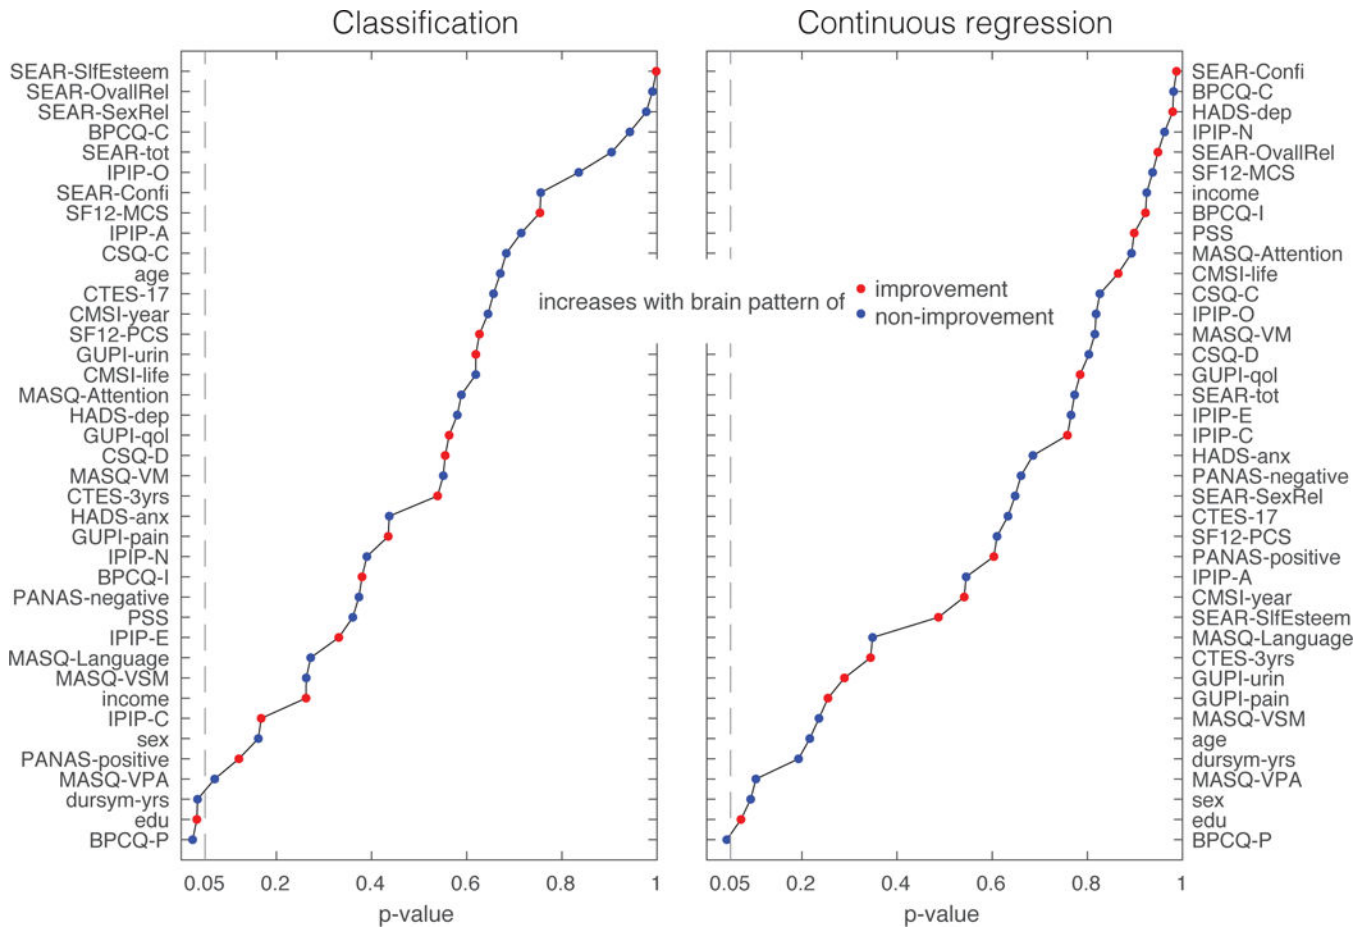 Classification
Continuous regression
SEAR-SlfEsteem
SEAR-OvallRel
SEAR-SexRel
BPCQ-C
SEAR-tot
IPIP-O
SEAR-Confi
SF12-MCS
IPIP-A
CSQ-C
age
CTES-17
CMSI-year
SF12-PCS
GUPI-urin
CMSI-life
MASQ-Attention
HADS-dep
GUPI-qol
CSQ-D
MASQ-VM
CTES-3yrs
HADS-anx
GUPI-pain
IPIP-N
BPCQ-I
PANAS-negative
PSS
IPIP-E
MASQ-Language
MASQ-VSM
income
IPIP-C
sex
PANAS-positive
MASQ-VPA
dursym-yrs
edu
BPCQ-P
0.05 0.2 0.4 0.6 0.8 1
p-value
increases with brain pattern of
improvement
non-improvement
SEAR-Confi
BPCQ-C
HADS-dep
IPIP-N
SEAR-OvallRel
SF12-MCS
income
BPCQ-I
PSS
MASQ-Attention
CMSI-life
CSQ-C
IPIP-O
MASQ-VM
CSQ-D
GUPI-qol
SEAR-tot
IPIP-E
IPIP-C
HADS-anx
PANAS-negative
SEAR-SexRel
CTES-17
SF12-PCS
PANAS-positive
IPIP-A
CMSI-year
SEAR-SlfEsteem
MASQ-Language
CTES-3yrs
GUPI-urin
GUPI-pain
MASQ-VSM
age
dursym-yrs
MASQ-VPA
sex
edu
BPCQ-P
0.05 0.2 0.4 0.6 0.8 1
p-value